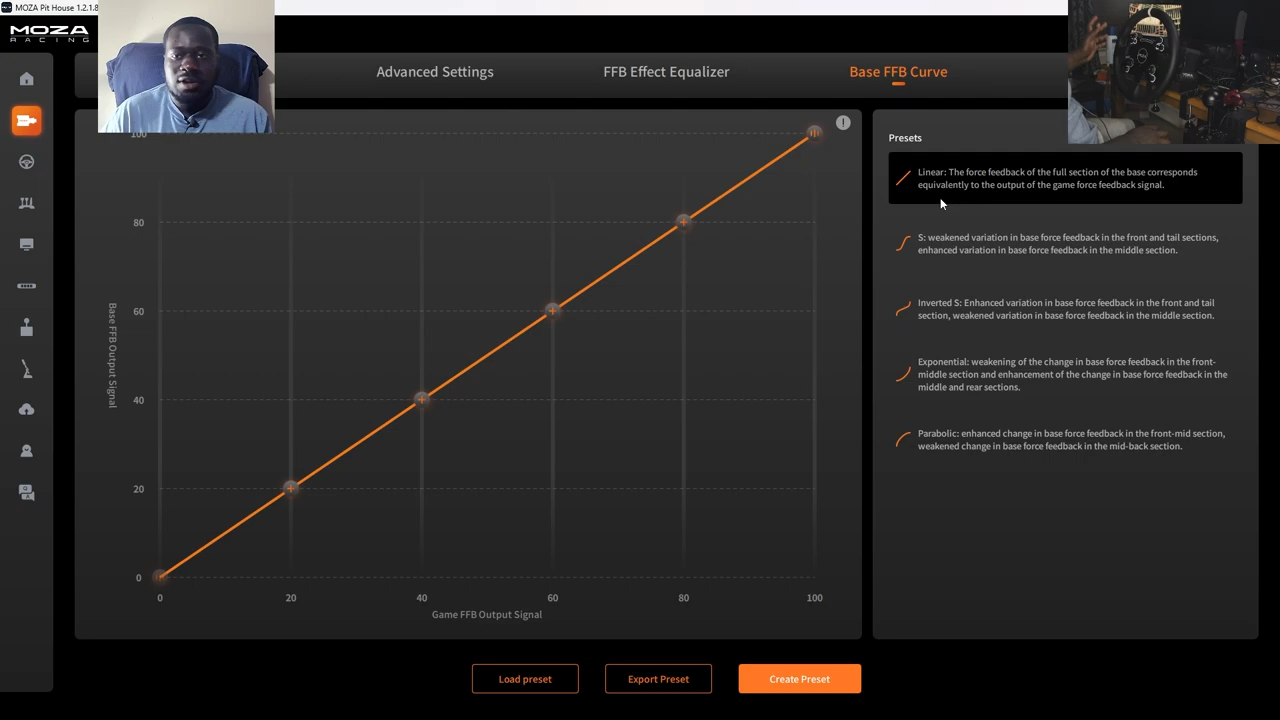 MOZA Pit House 1.2.1.8
MOZA
RACING
Advanced Settings
FFB Effect Equalizer
Base FFB Curve
100
80
60
40
20
0
Base FFB Output Signal
0 20 40 60 80 100
Game FFB Output Signal
Presets
Linear: The force feedback of the full section of the base corresponds
equivalently to the output of the game force feedback signal.
S: weakened variation in base force feedback in the front and tail sections,
enhanced variation in base force feedback in the middle section.
Inverted S: Enhanced variation in base force feedback in the front and tail
section, weakened variation in base force feedback in the middle section.
Exponential: weakening of the change in base force feedback in the front-
middle section and enhancement of the change in base force feedback in the
middle and rear sections.
Parabolic: enhanced change in base force feedback in the front-mid section,
weakened change in base force feedback in the mid-back section.
Load preset
Export Preset
Create Preset